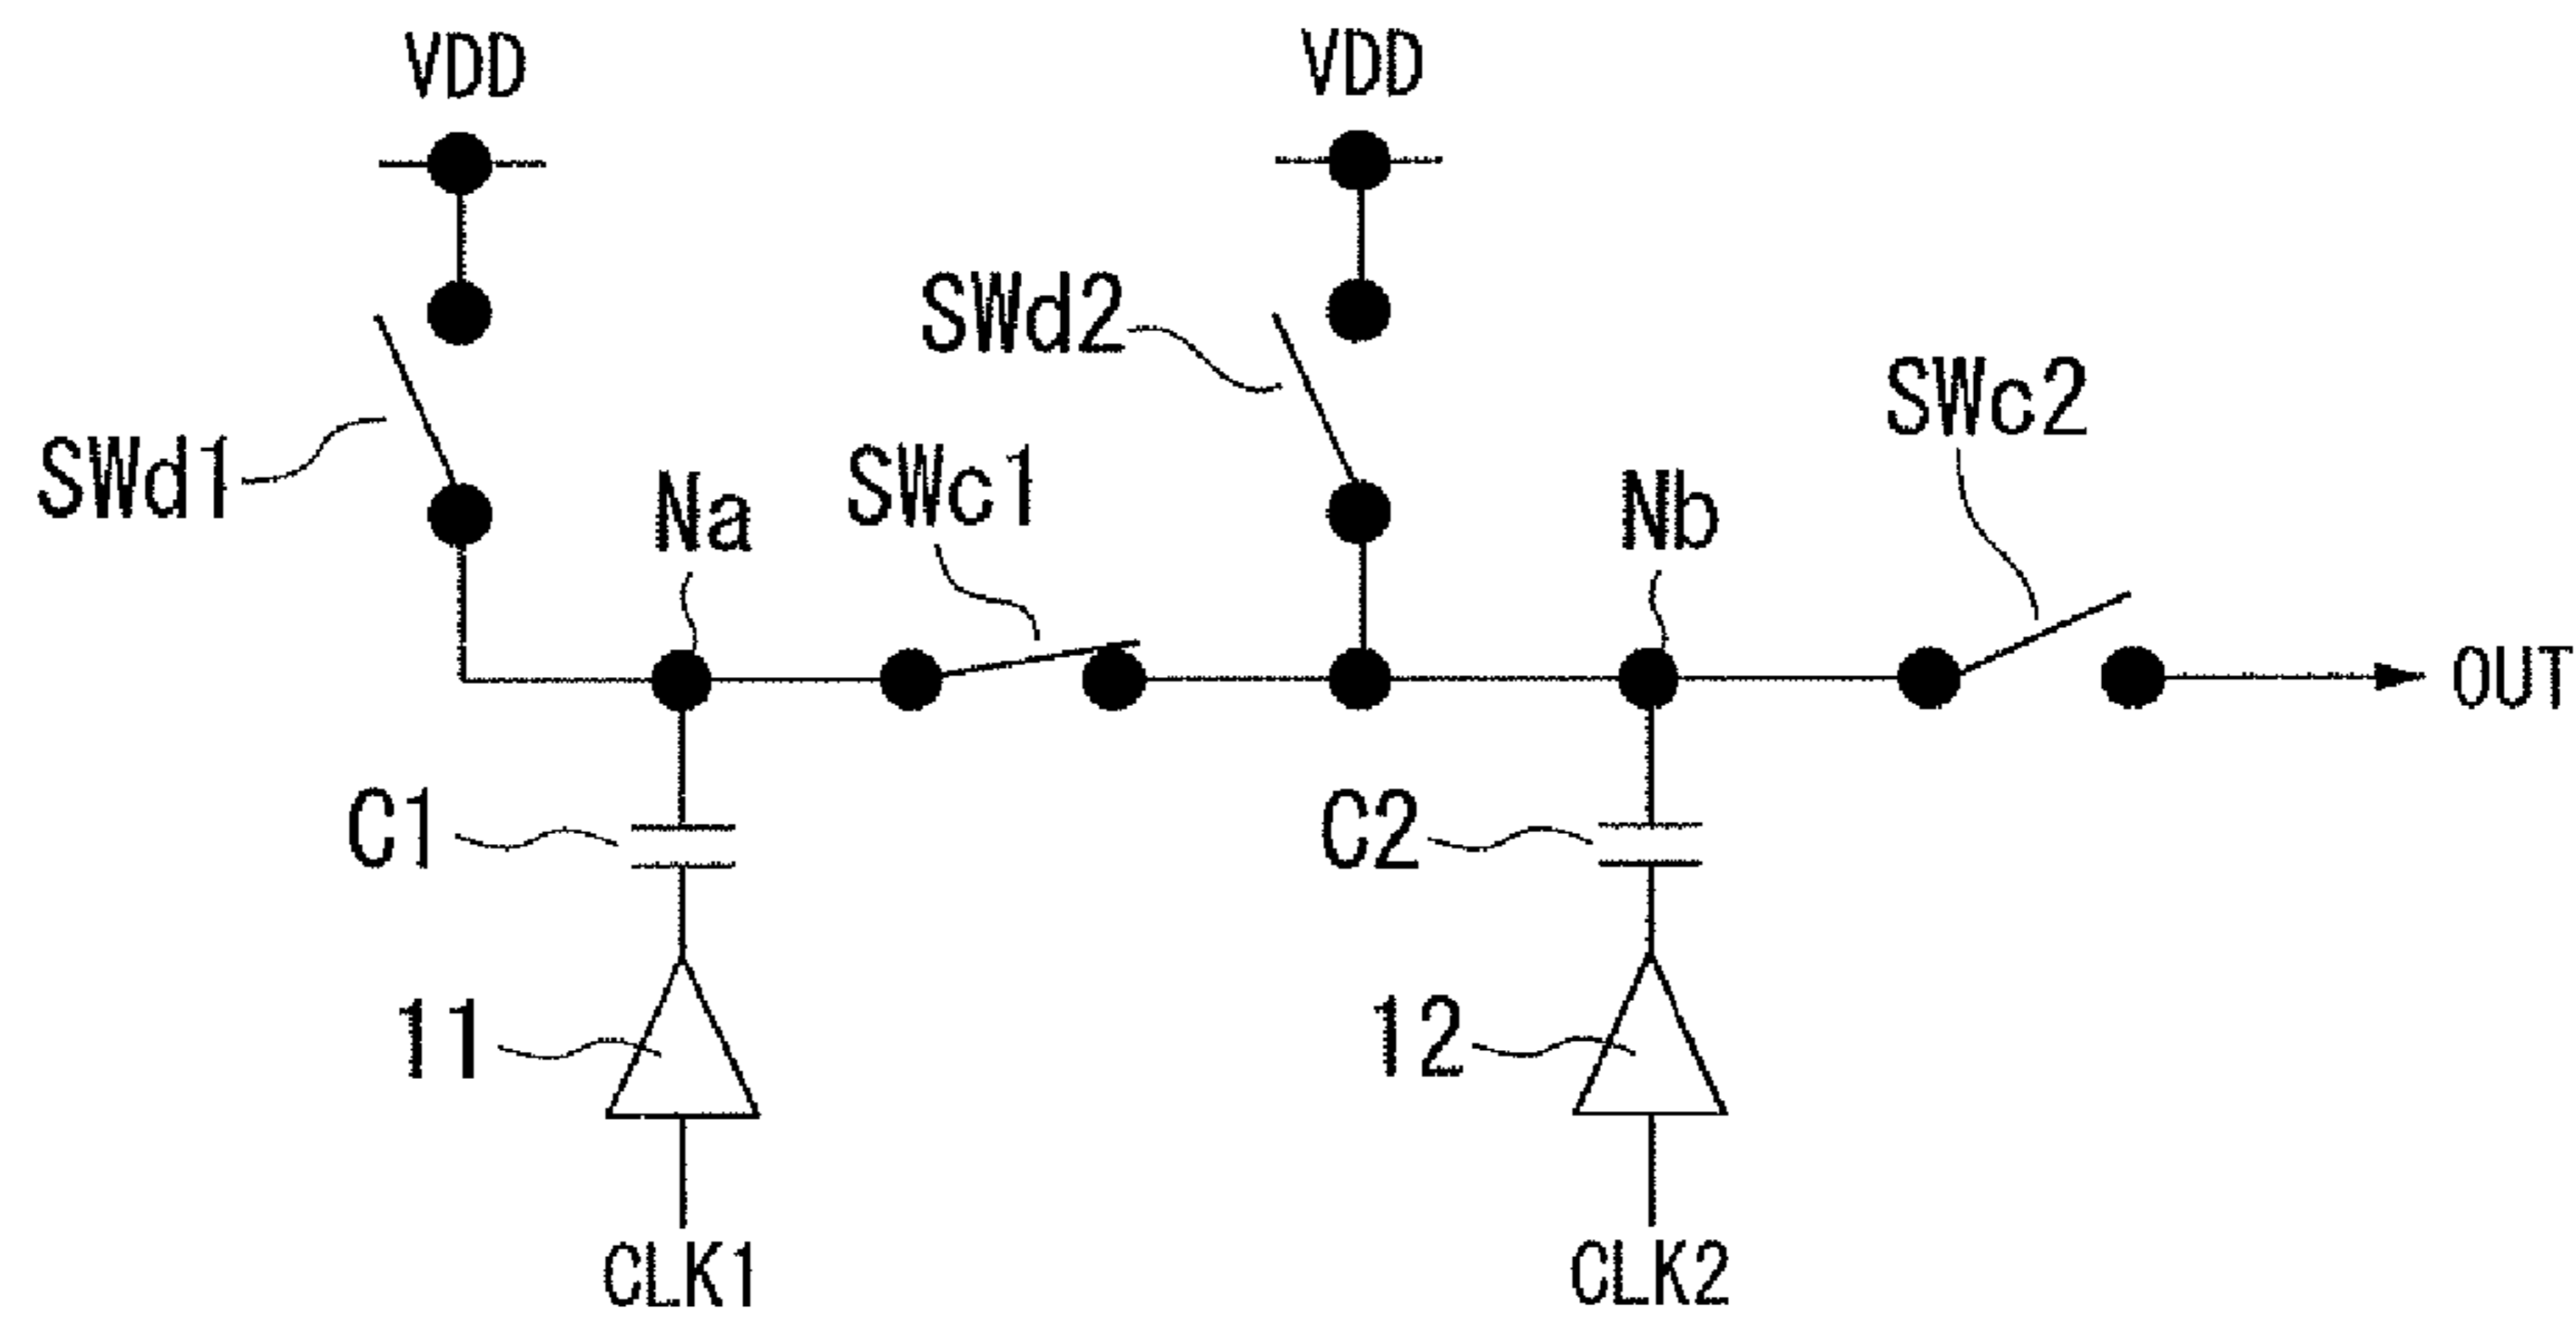 VDD VDD
SWd2
SWc2
SWd1 Na SWc1 Nb
OUT
C1 C2
11 12
CLK1 CLK2